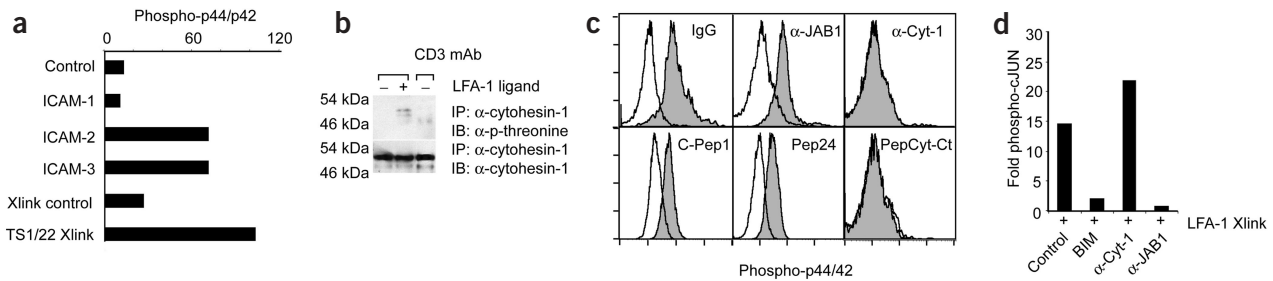 a
Phospho-p44/p42
0 60 120
Control
ICAM-1
ICAM-2
ICAM-3
Xlink control
TS1/22 Xlink
b
CD3 mAb
– + – LFA-1 ligand
54 kDa
46 kDa
IP: α-cytohesin-1
IB: α-p-threonine
54 kDa
46 kDa
IP: α-cytohesin-1
IB: α-cytohesin-1
c
IgG α-JAB1 α-Cyt-1
C-Pep1 Pep24 PepCyt-Ct
Phospho-p44/42
d
Fold phospho-cJUN
30
25
20
15
10
5
0
+ + + + LFA-1 Xlink
Control BIM α-Cyt-1 α-JAB1